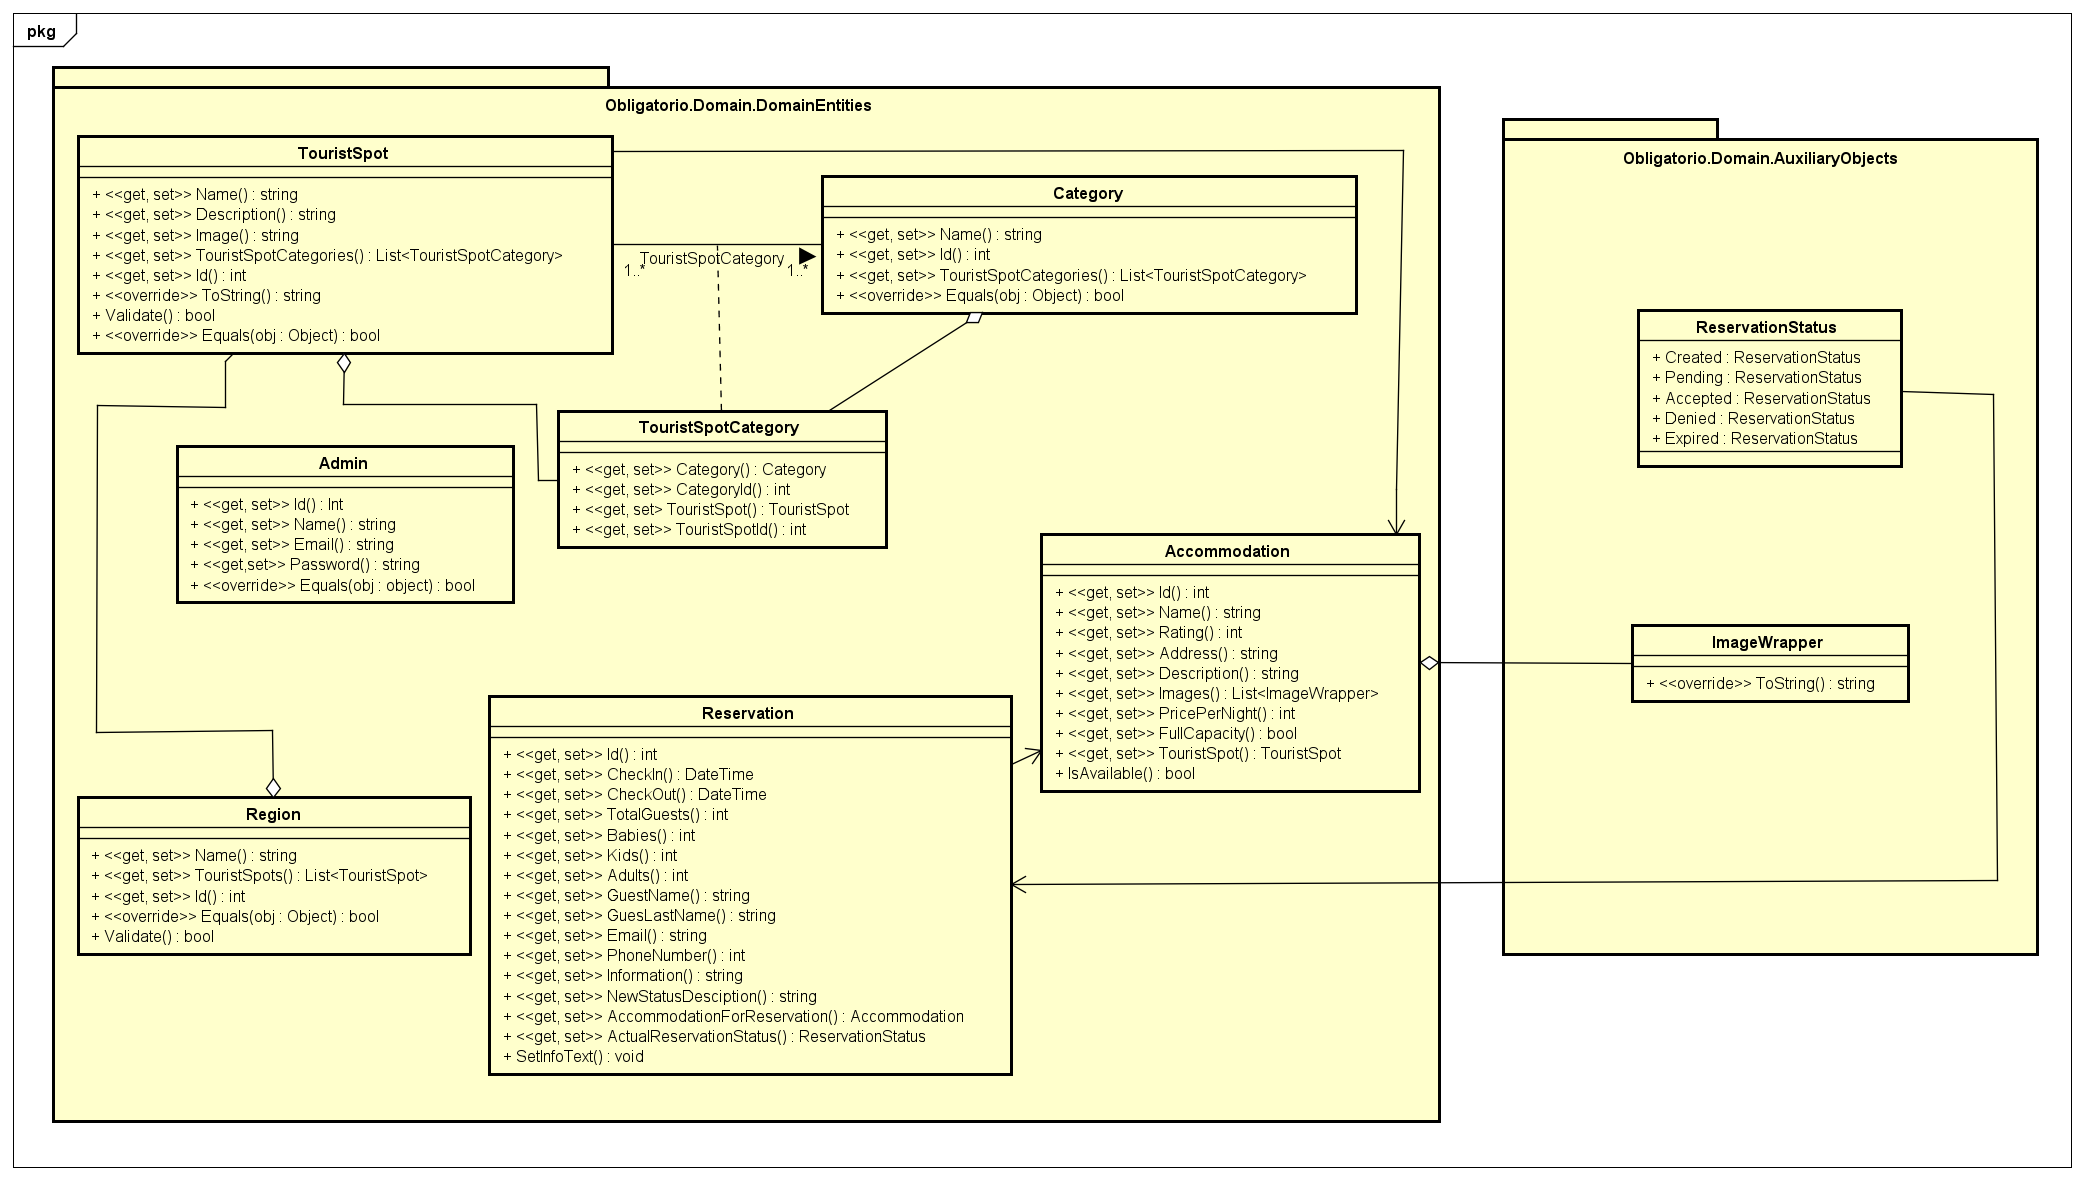 pkg
Obligatorio.Domain.DomainEntities
TouristSpot
+ <<get, set>> Name() : string
+ <<get, set>> Description() : string
+ <<get, set>> Image() : string
+ <<get, set>> TouristSpotCategories() : List<TouristSpotCategory>
+ <<get, set>> Id() : int
+ <<override>> ToString() : string
+ Validate() : bool
+ <<override>> Equals(obj : Object) : bool
TouristSpotCategory
1..*
1..*
Category
+ <<get, set>> Name() : string
+ <<get, set>> Id() : int
+ <<get, set>> TouristSpotCategories() : List<TouristSpotCategory>
+ <<override>> Equals(obj : Object) : bool
TouristSpotCategory
+ <<get, set>> Category() : Category
+ <<get, set>> CategoryId() : int
+ <<get, set> TouristSpot() : TouristSpot
+ <<get, set>> TouristSpotId() : int
Admin
+ <<get, set>> Id() : Int
+ <<get, set>> Name() : string
+ <<get, set>> Email() : string
+ <<get,set>> Password() : string
+ <<override>> Equals(obj : object) : bool
Accommodation
+ <<get, set>> Id() : int
+ <<get, set>> Name() : string
+ <<get, set>> Rating() : int
+ <<get, set>> Address() : string
+ <<get, set>> Description() : string
+ <<get, set>> Images() : List<ImageWrapper>
+ <<get, set>> PricePerNight() : int
+ <<get, set>> FullCapacity() : bool
+ <<get, set>> TouristSpot() : TouristSpot
+ IsAvailable() : bool
Reservation
+ <<get, set>> Id() : int
+ <<get, set>> CheckIn() : DateTime
+ <<get, set>> CheckOut() : DateTime
+ <<get, set>> TotalGuests() : int
+ <<get, set>> Babies() : int
+ <<get, set>> Kids() : int
+ <<get, set>> Adults() : int
+ <<get, set>> GuestName() : string
+ <<get, set>> GuesLastName() : string
+ <<get, set>> Email() : string
+ <<get, set>> PhoneNumber() : int
+ <<get, set>> Information() : string
+ <<get, set>> NewStatusDesciption() : string
+ <<get, set>> AccommodationForReservation() : Accommodation
+ <<get, set>> ActualReservationStatus() : ReservationStatus
+ SetInfoText() : void
Region
+ <<get, set>> Name() : string
+ <<get, set>> TouristSpots() : List<TouristSpot>
+ <<get, set>> Id() : int
+ <<override>> Equals(obj : Object) : bool
+ Validate() : bool
Obligatorio.Domain.AuxiliaryObjects
ReservationStatus
+ Created : ReservationStatus
+ Pending : ReservationStatus
+ Accepted : ReservationStatus
+ Denied : ReservationStatus
+ Expired : ReservationStatus
ImageWrapper
+ <<override>> ToString() : string